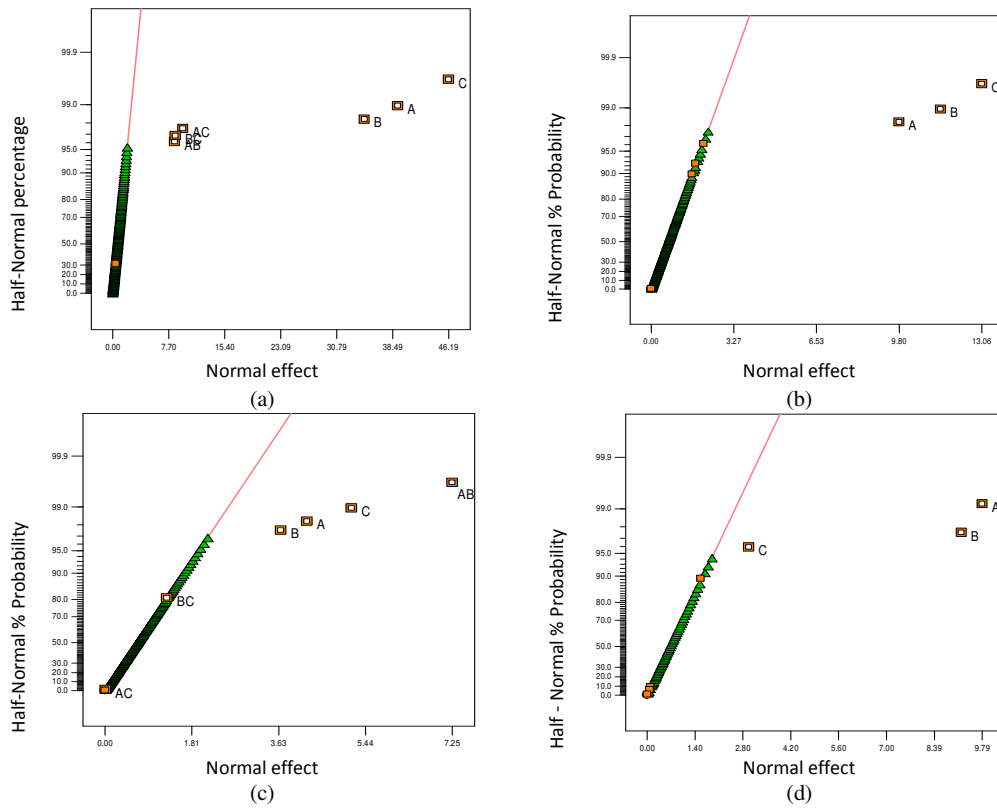 Half-Normal percentage
99.9
99.0
95.0
90.0
80.0
70.0
50.0
30.0
20.0
10.0
0.0
C
A
B
AC
BC
AB
0.00
7.70
15.40
23.09
30.79
38.49
46.19
Normal effect
(a)
Half-Normal % Probability
99.9
99.0
95.0
90.0
80.0
70.0
50.0
30.0
20.0
10.0
0.0
C
B
A
0.00
3.27
6.53
9.80
13.06
Normal effect
(b)
Half-Normal % Probability
99.9
99.0
95.0
90.0
80.0
70.0
50.0
30.0
20.0
10.0
0.0
AB
C
A
B
BC
AC
0.00
1.81
3.63
5.44
7.25
Normal effect
(c)
Half - Normal % Probability
99.9
99.0
95.0
90.0
80.0
70.0
50.0
30.0
20.0
10.0
0.0
A
B
C
0.00
1.40
2.80
4.20
5.60
7.00
8.39
9.79
Normal effect
(d)